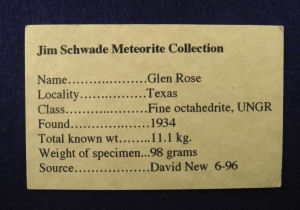 Jim Schwade Meteorite Collection
Name...................Glen Rose
Locality................Texas
Class....................Fine octahedrite, UNGR
Found..................1934
Total known wt........11.1 kg.
Weight of specimen...98 grams
Source..................David New 6-96